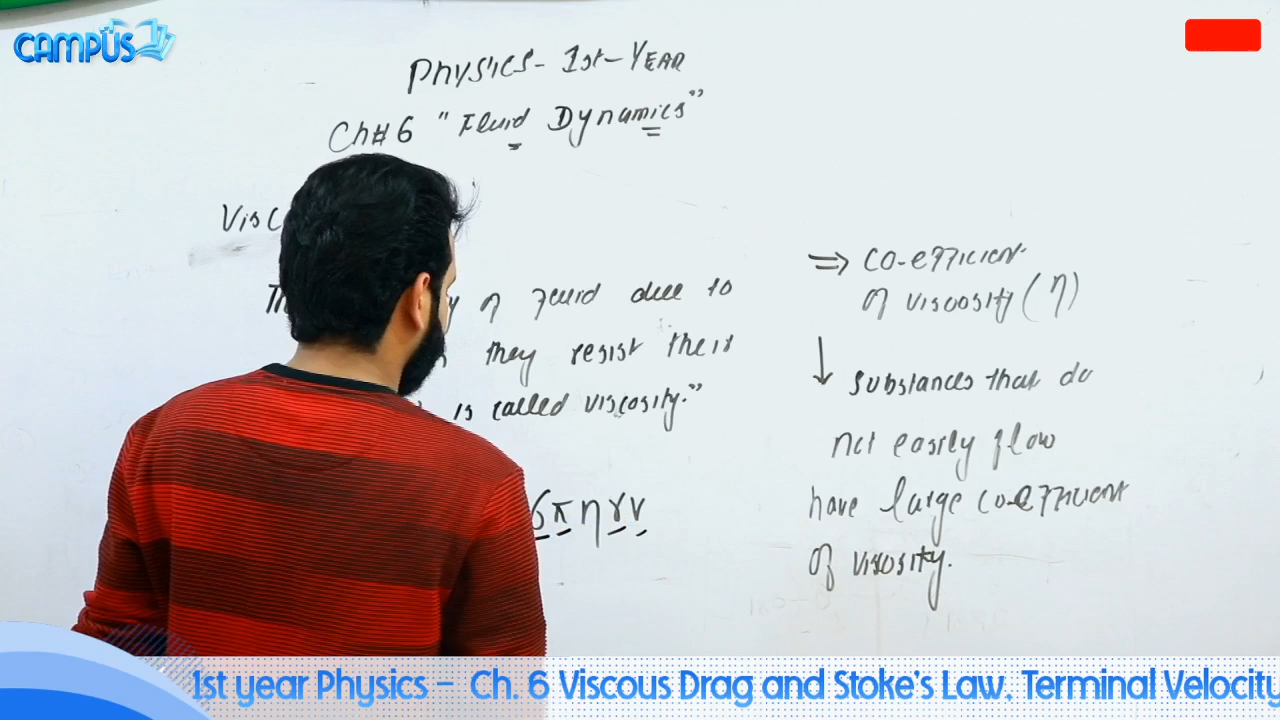 CAMPUS
Physics - 1st - YEAR
Ch# 6 " Fluid Dynamics"
Visc
of Fluid due to
they resist their
is called viscosity."
6 π η r v
⇒ CO-efficient
of viscosity ( η )
↓ Substances that do
not easily flow
have large co-efficient
of viscosity.
1st year Physics - Ch. 6 Viscous Drag and Stoke's Law, Terminal Velocity